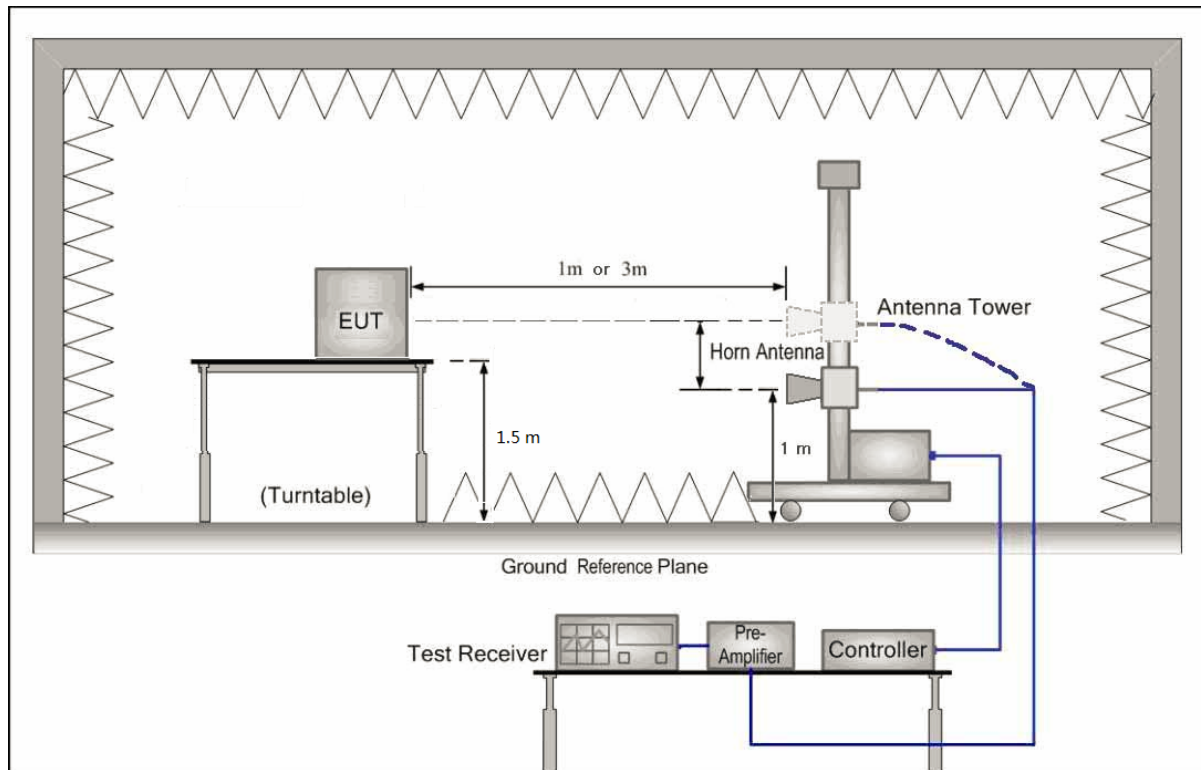 1m or 3m
EUT
Antenna Tower
Horn Antenna
1.5 m
1 m
(Turntable)
Ground Reference Plane
Test Receiver
Pre-
Amplifier
Controller